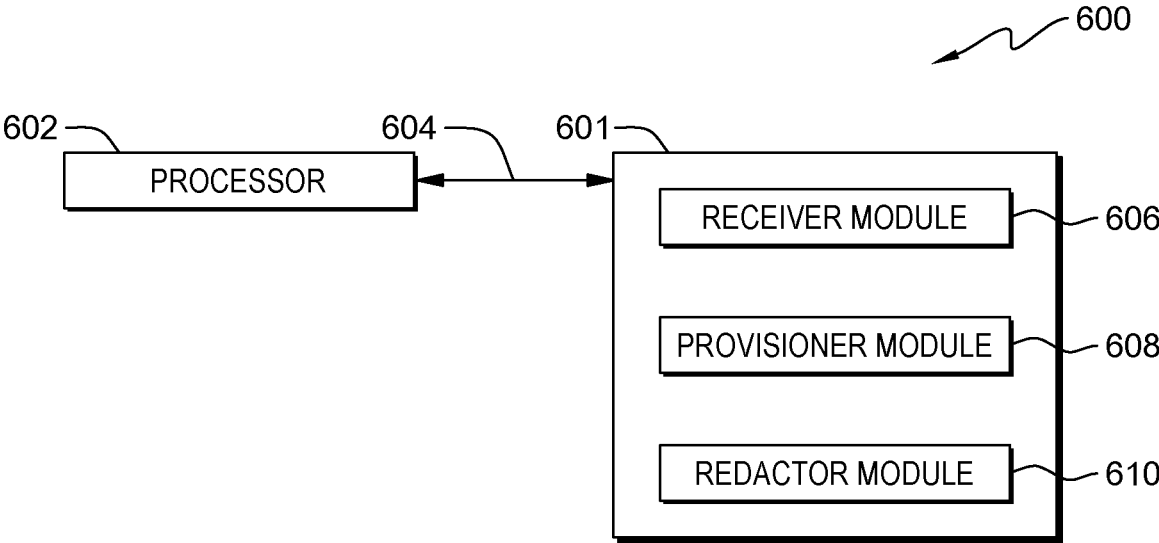 600
602
604
601
PROCESSOR
RECEIVER MODULE
606
PROVISIONER MODULE
608
REDACTOR MODULE
610